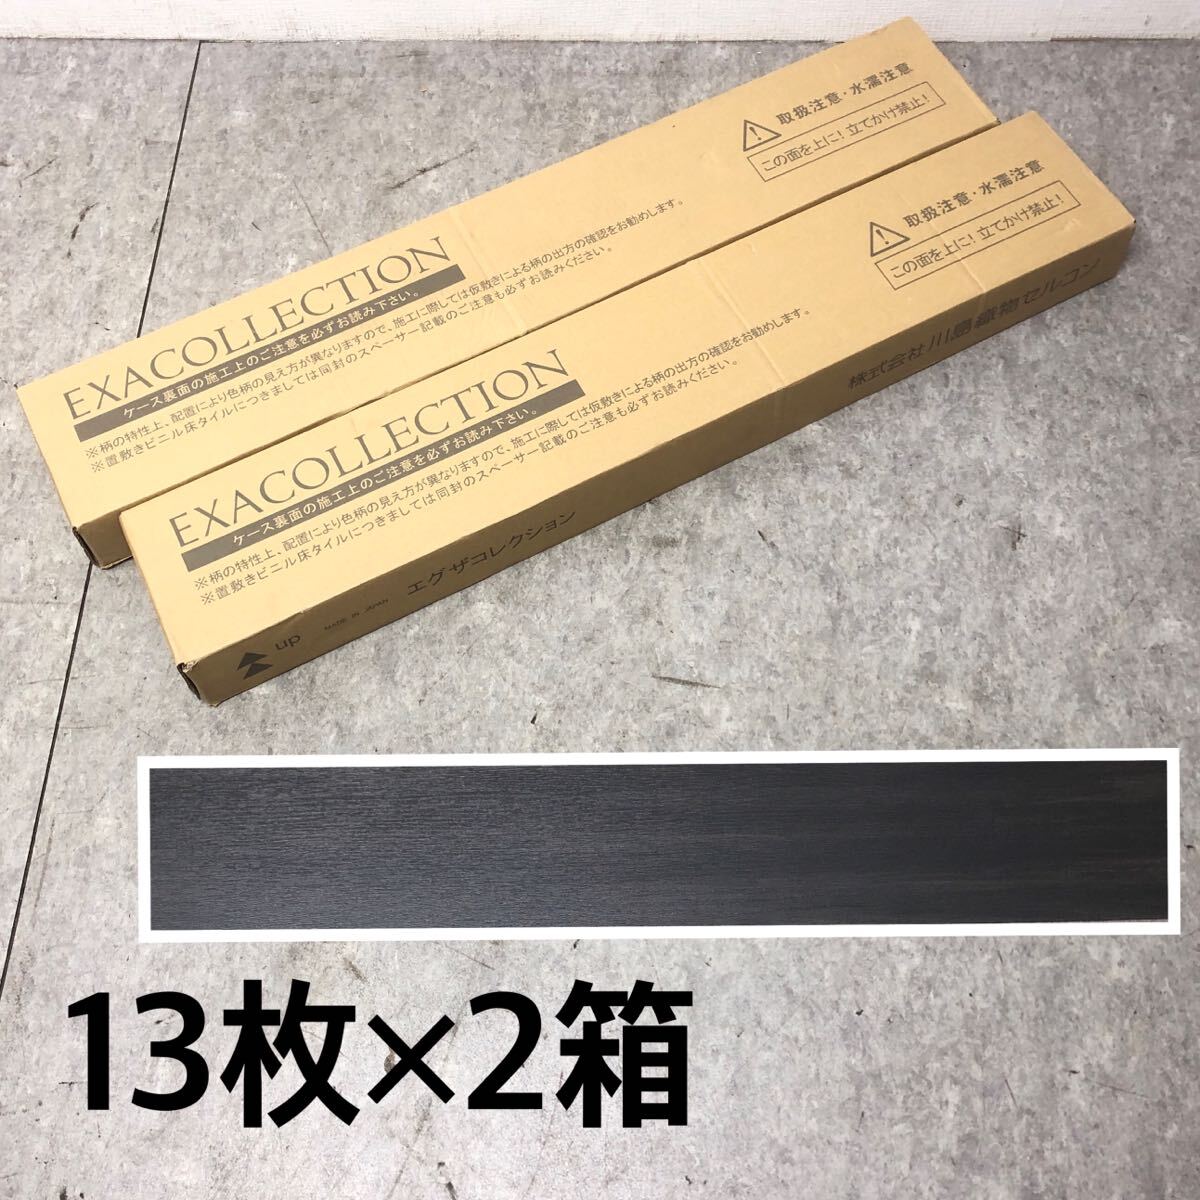 取扱注意・水濡注意
この面を上に！立てかけ禁止！
EXACOLLECTION
ケース裏面の施工上のご注意を必ずお読み下さい。
※柄の特性上、配置により色柄の見え方が異なりますので、施工に際しては仮敷きによる柄の出方の確認をお勧めします。
※置敷きビニル床タイルにつきましては同封のスペーサー記載のご注意も必ずお読みください。
取扱注意・水濡注意
この面を上に！立てかけ禁止！
EXACOLLECTION
ケース裏面の施工上のご注意を必ずお読み下さい。
※柄の特性上、配置により色柄の見え方が異なりますので、施工に際しては仮敷きによる柄の出方の確認をお勧めします。
※置敷きビニル床タイルにつきましては同封のスペーサー記載のご注意も必ずお読みください。
up MADE IN JAPAN エグザコレクション 株式会社川島織物セルコン
13枚×2箱